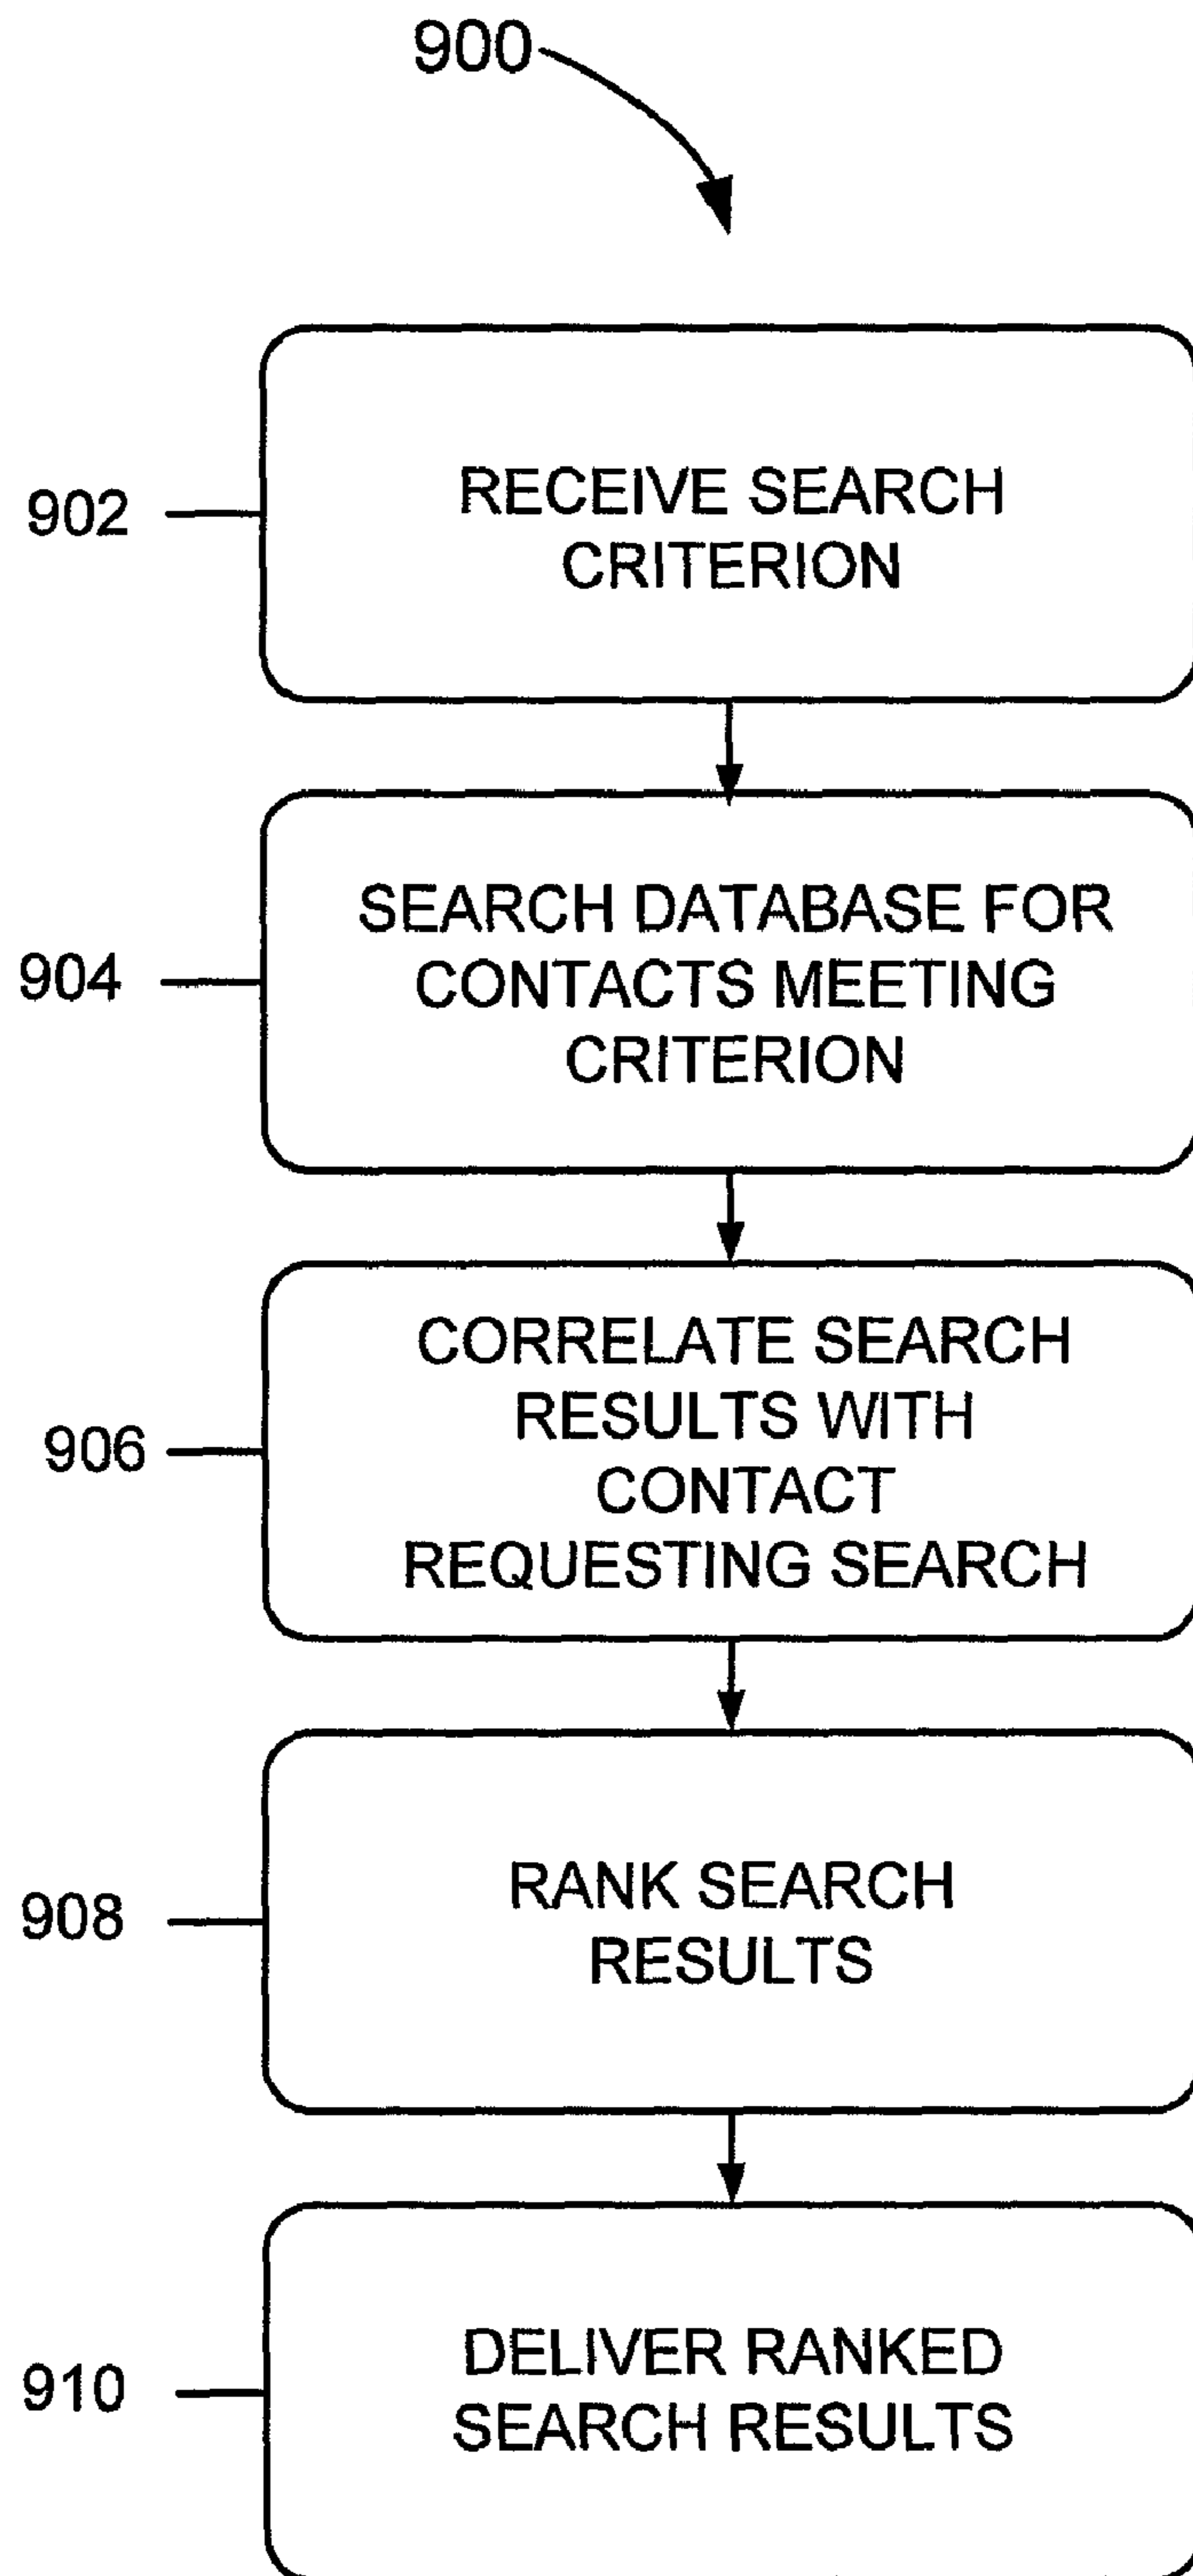 900
902
RECEIVE SEARCH
CRITERION
904
SEARCH DATABASE FOR
CONTACTS MEETING
CRITERION
906
CORRELATE SEARCH
RESULTS WITH
CONTACT
REQUESTING SEARCH
908
RANK SEARCH
RESULTS
910
DELIVER RANKED
SEARCH RESULTS